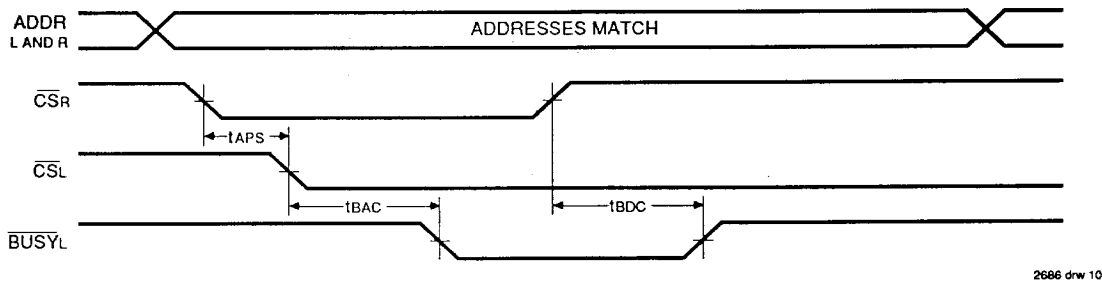 ADDR
L AND R
ADDRESSES MATCH
CSR
tAPS
CSL
tBAC
tBDC
BUSYL
2686 drw 10